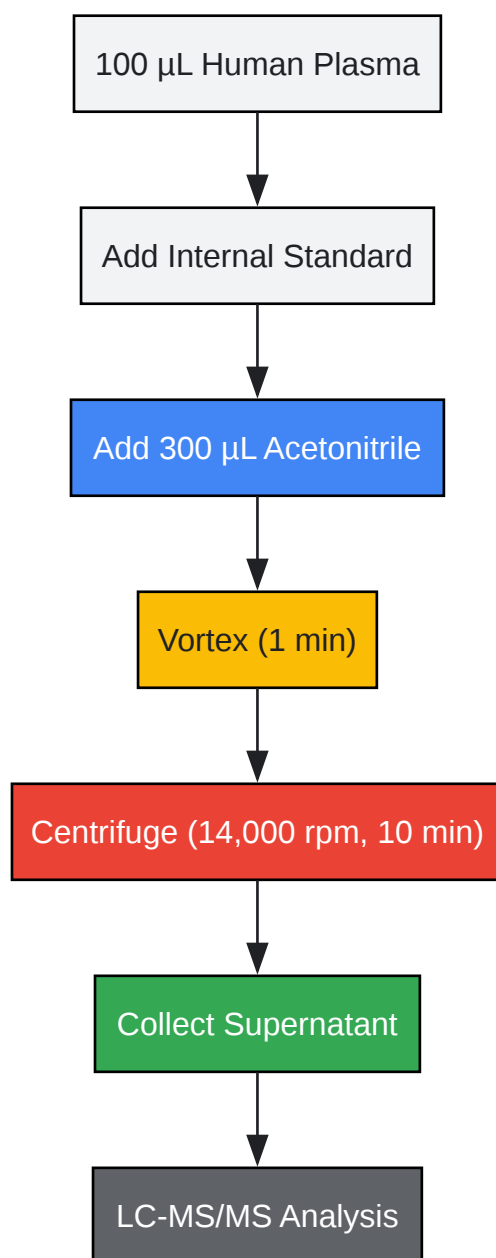 100 µL Human Plasma
Add Internal Standard
Add 300 µL Acetonitrile
Vortex (1 min)
Centrifuge (14,000 rpm, 10 min)
Collect Supernatant
LC-MS/MS Analysis